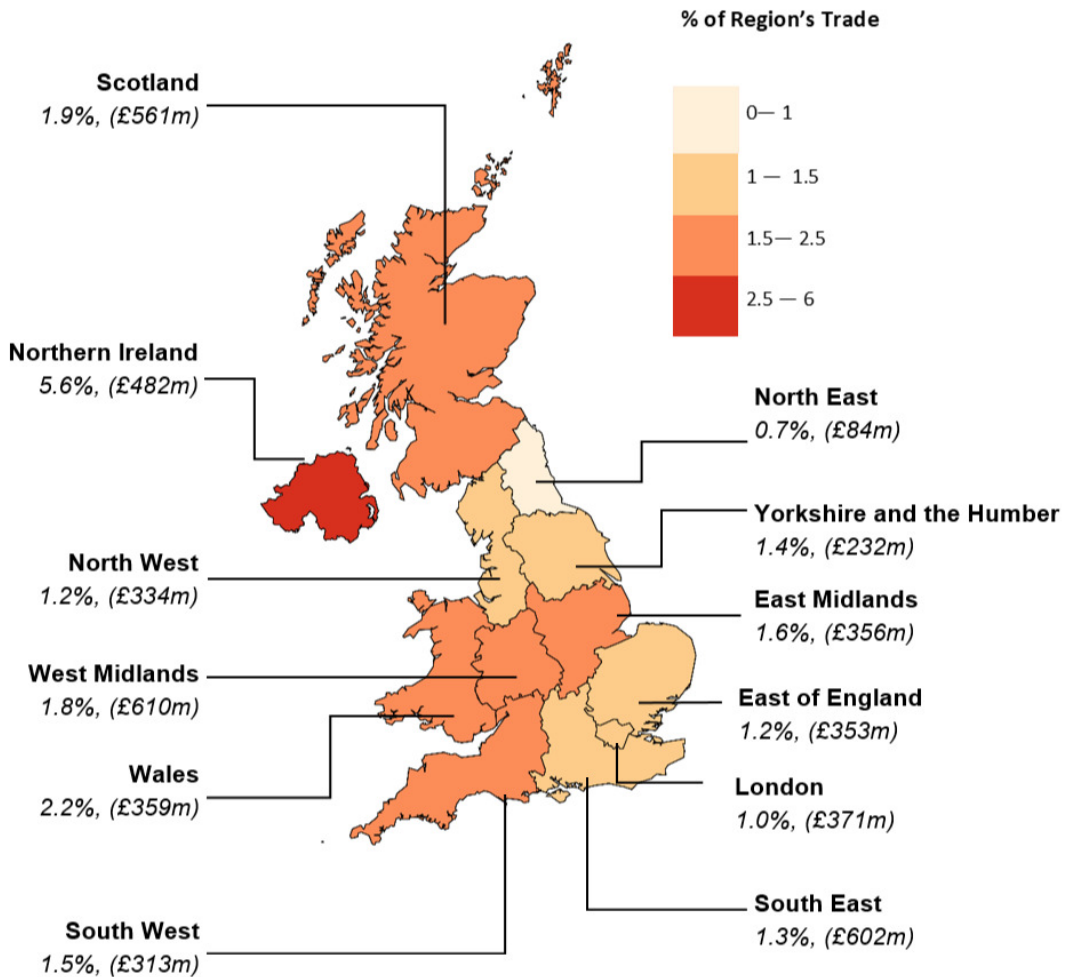 % of Region’s Trade
0— 1
1 — 1.5
1.5— 2.5
2.5 — 6
Scotland
1.9%, (£561m)
Northern Ireland
5.6%, (£482m)
North East
0.7%, (£84m)
Yorkshire and the Humber
1.4%, (£232m)
North West
1.2%, (£334m)
East Midlands
1.6%, (£356m)
West Midlands
1.8%, (£610m)
East of England
1.2%, (£353m)
Wales
2.2%, (£359m)
London
1.0%, (£371m)
South East
1.3%, (£602m)
South West
1.5%, (£313m)